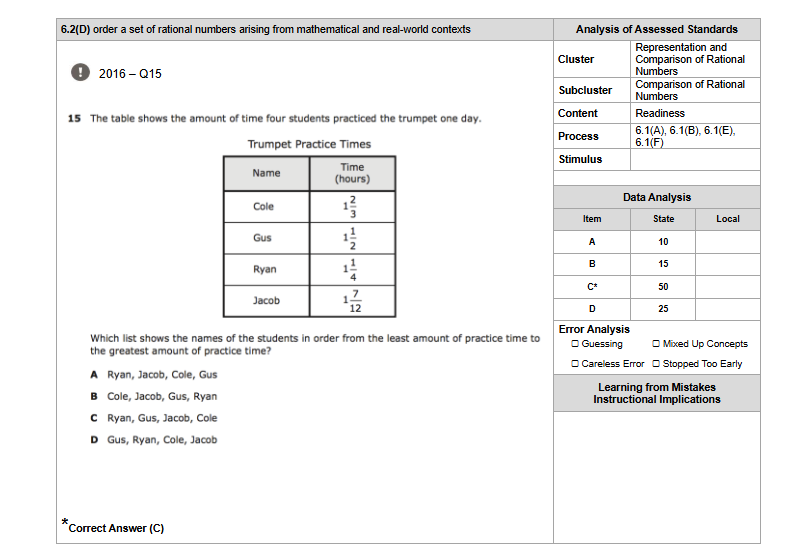 6.2(D) order a set of rational numbers arising from mathematical and real-world contexts
! 2016 – Q15
15 The table shows the amount of time four students practiced the trumpet one day.
Trumpet Practice Times
Name Time (hours)
Cole 1 2/3
Gus 1 1/2
Ryan 1 1/4
Jacob 1 7/12
Which list shows the names of the students in order from the least amount of practice time to
the greatest amount of practice time?
A Ryan, Jacob, Cole, Gus
B Cole, Jacob, Gus, Ryan
C Ryan, Gus, Jacob, Cole
D Gus, Ryan, Cole, Jacob
*Correct Answer (C)
Analysis of Assessed Standards
Cluster Representation and
Comparison of Rational
Numbers
Subcluster Comparison of Rational
Numbers
Content Readiness
Process 6.1(A), 6.1(B), 6.1(E),
6.1(F)
Stimulus
Data Analysis
Item State Local
A 10
B 15
C* 50
D 25
Error Analysis
☐ Guessing ☐ Mixed Up Concepts
☐ Careless Error ☐ Stopped Too Early
Learning from Mistakes
Instructional Implications